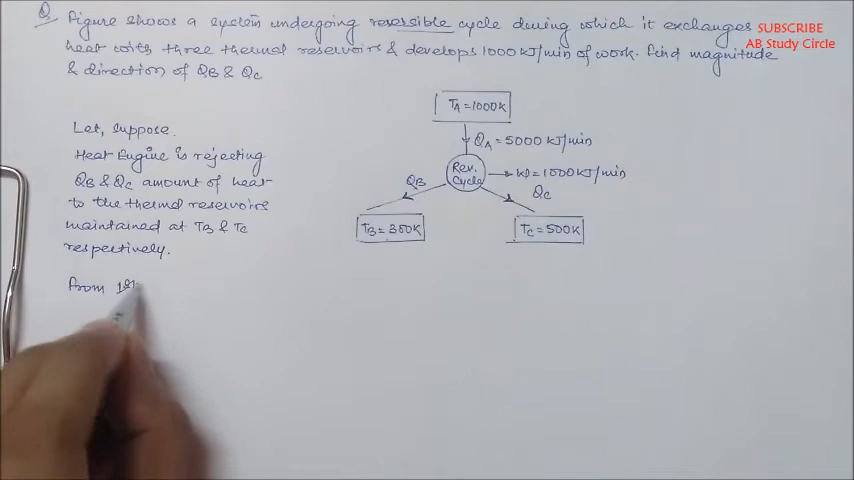 Q. Figure shows a system undergoing reversible cycle during which it exchanges
heat with three thermal reservoirs & develops 1000 KJ/min of work. Find magnitude
& direction of QB & QC
SUBSCRIBE
AB Study Circle
TA = 1000K
QA = 5000 KJ/min
Rev. Cycle
W = 1000 KJ/min
QB
QC
TB = 300K
TC = 500K
Let, Suppose.
Heat Engine is rejecting
QB & QC amount of heat
to the thermal reservoirs
maintained at TB & TC
respectively.
From 1st